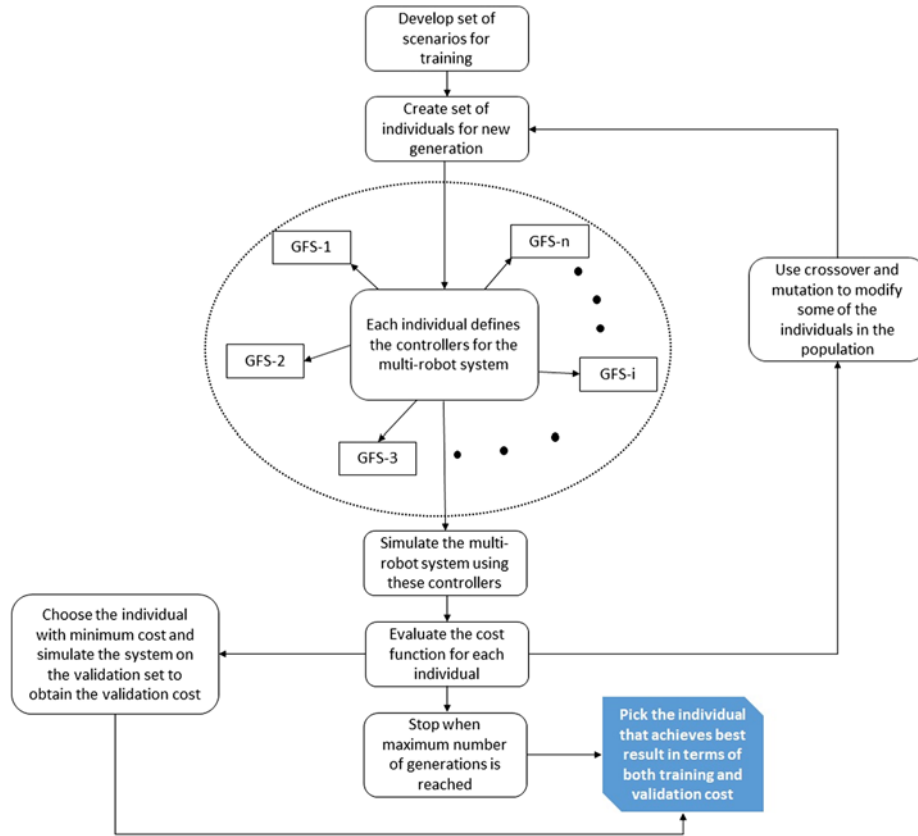 Develop set of
scenarios for
training
Create set of
individuals for new
generation
GFS-1
GFS-n
Each individual defines
the controllers for the
multi-robot system
GFS-2
GFS-i
GFS-3
Use crossover and
mutation to modify
some of the
individuals in the
population
Simulate the multi-
robot system using
these controllers
Choose the individual
with minimum cost and
simulate the system on
the validation set to
obtain the validation cost
Evaluate the cost
function for each
individual
Stop when
maximum number
of generations is
reached
Pick the individual
that achieves best
result in terms of
both training and
validation cost